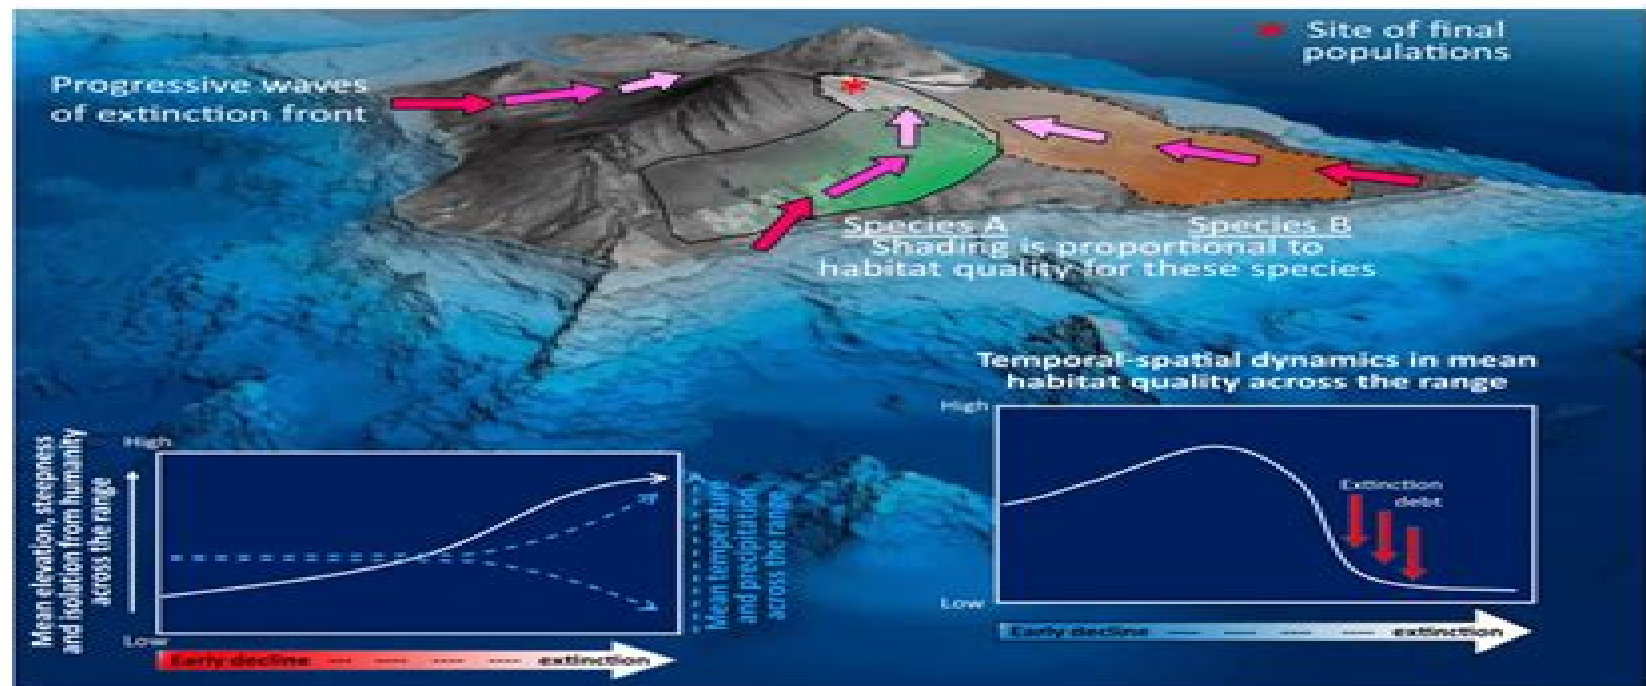 * Site of final
populations
Progressive waves
of extinction front
*
Species A
Species B
Shading is proportional to
habitat quality for these species
Temporal-spatial dynamics in mean
habitat quality across the range
High
Extinction
debt
Low
Early decline — — — — extinction
High
Mean elevation, steepness
and isolation from humanity
across the range
Low
Mean temperature
and precipitation
across the range
Early decline --- ---- ---- ---- extinction